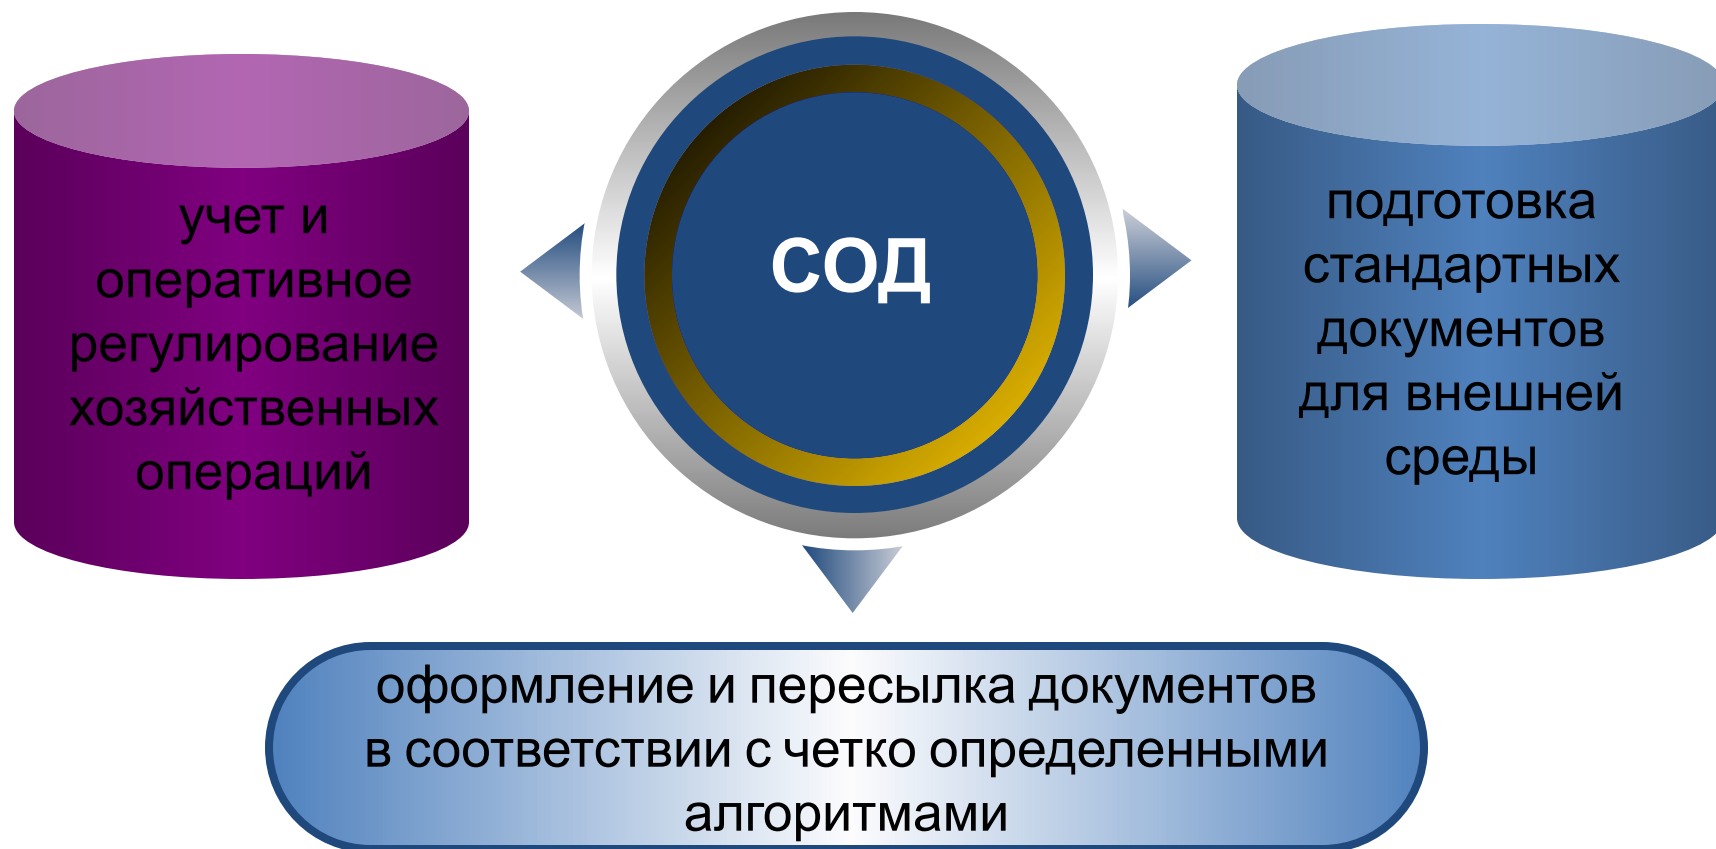 учет и
оперативное
регулирование
хозяйственных
операций
СОД
подготовка
стандартных
документов
для внешней
среды
оформление и пересылка документов
в соответствии с четко определенными
алгоритмами